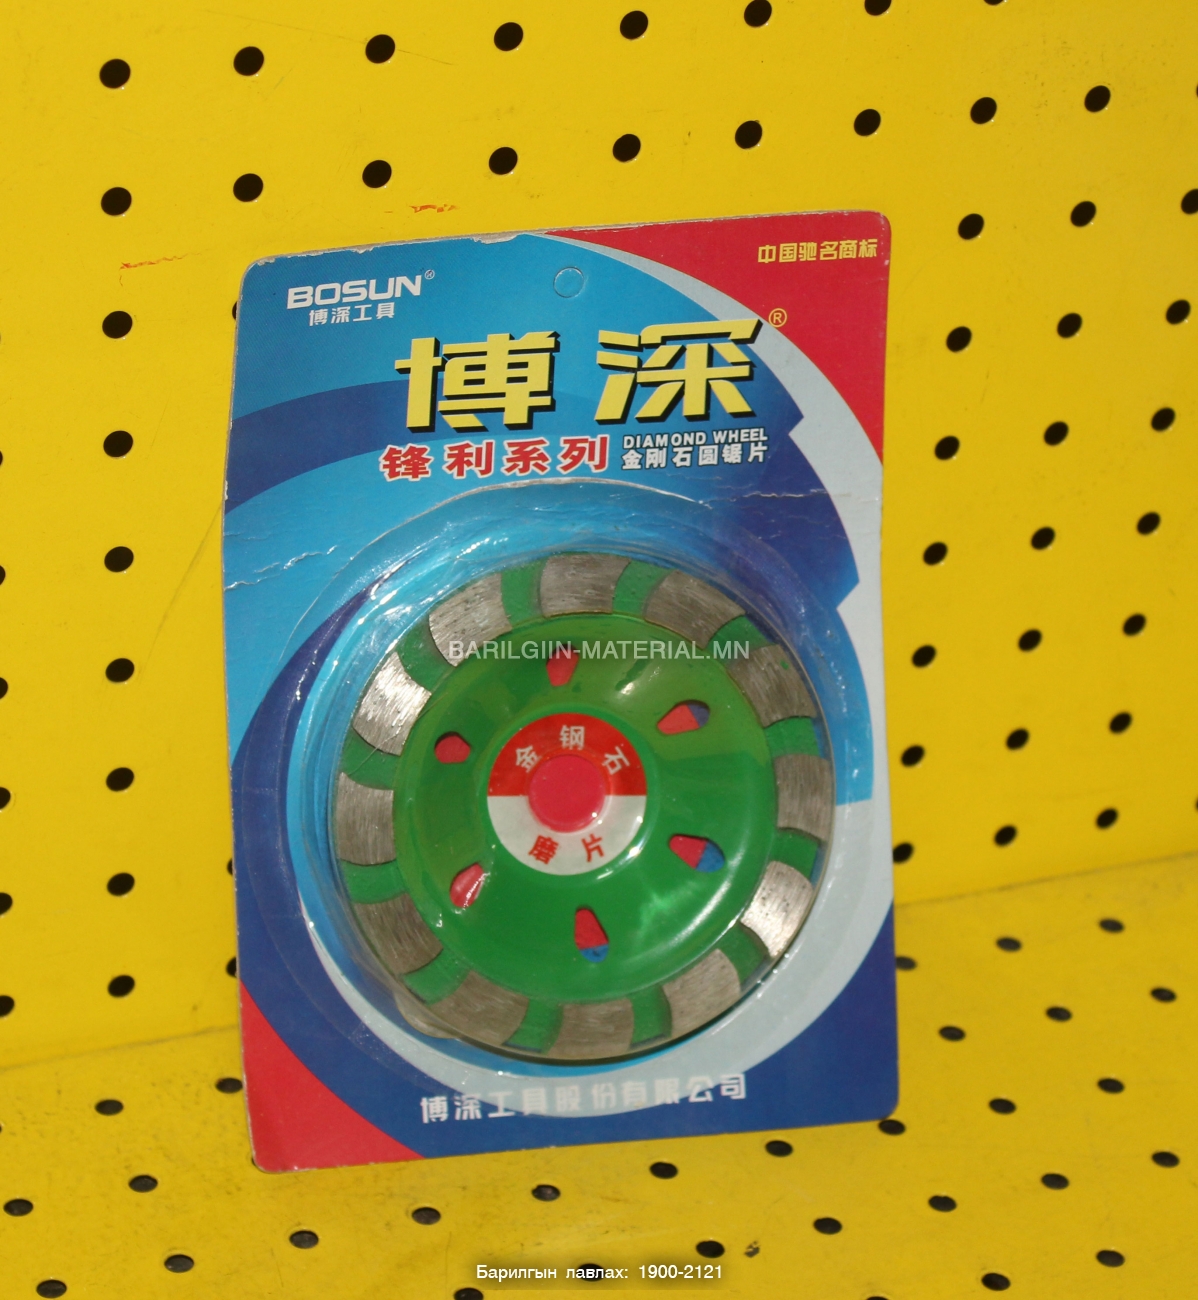 中国驰名商标
BOSUN®
博深工具
博深®
锋利系列
DIAMOND WHEEL
金刚石圆锯片
BARILGIIN-MATERIAL.MN
金钢石
磨片
博深工具股份有限公司
Барилгын лавлах: 1900-2121